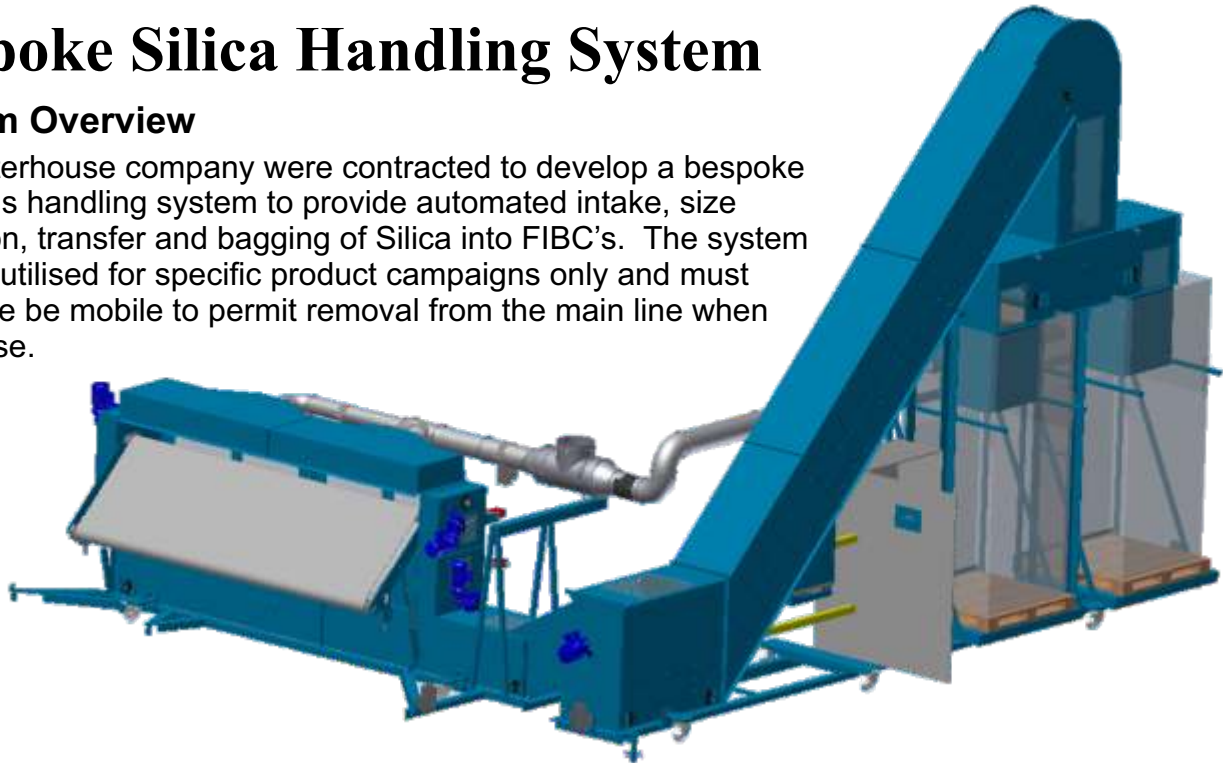 poke Silica Handling System
m Overview
terhouse company were contracted to develop a bespoke
s handling system to provide automated intake, size
on, transfer and bagging of Silica into FIBC's. The system
utilised for specific product campaigns only and must
e be mobile to permit removal from the main line when
se.